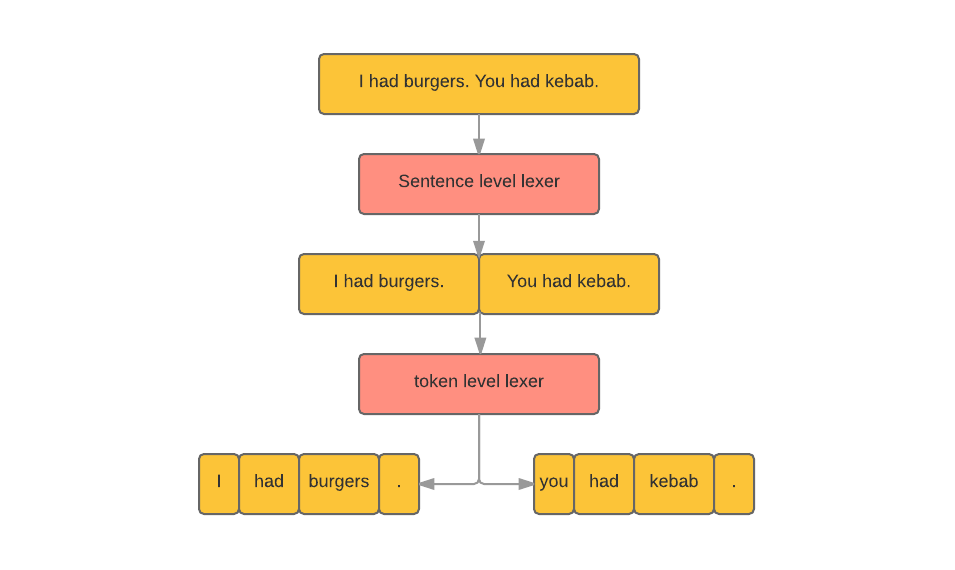 I had burgers. You had kebab.
Sentence level lexer
I had burgers. You had kebab.
token level lexer
I had burgers . you had kebab .